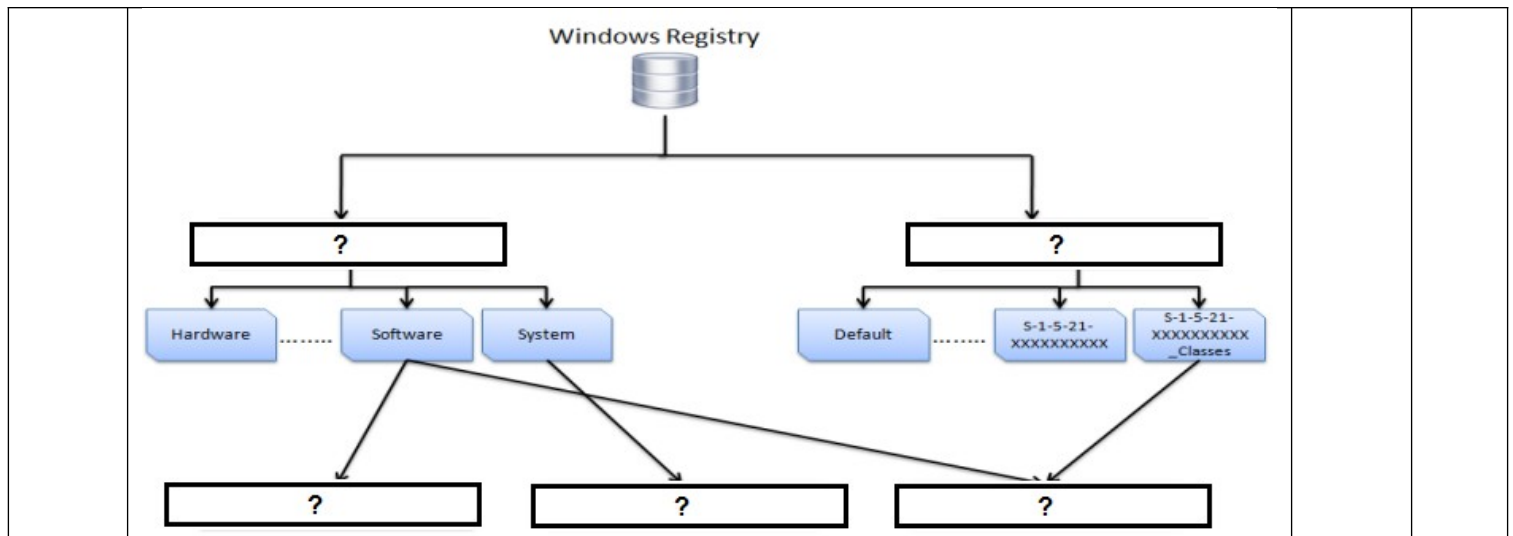 Windows Registry
?
?
Hardware
........
Software
System
Default
........
S-1-5-21-
XXXXXXXXXX
S-1-5-21-
XXXXXXXXXX
_Classes
?
?
?